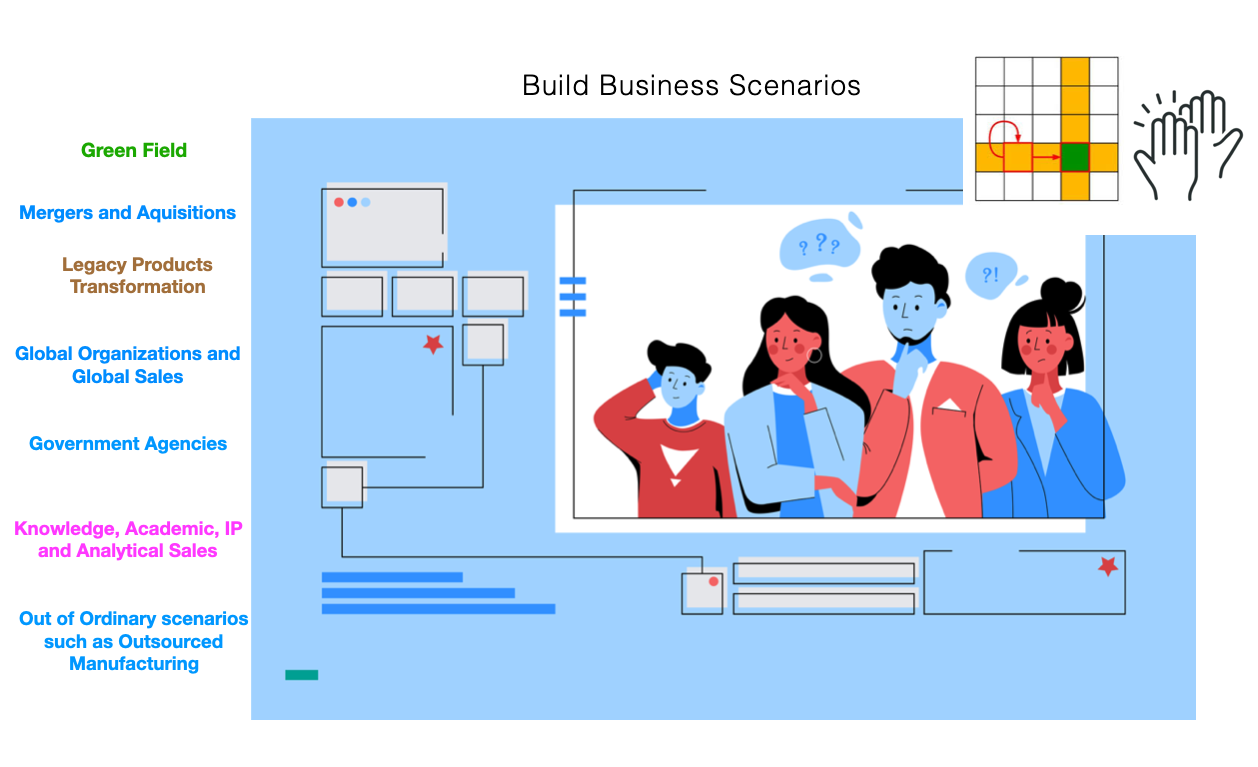 Build Business Scenarios
Green Field
Mergers and Aquisitions
Legacy Products
Transformation
Global Organizations and
Global Sales
Government Agencies
Knowledge, Academic, IP
and Analytical Sales
Out of Ordinary scenarios
such as Outsourced
Manufacturing
???
?!